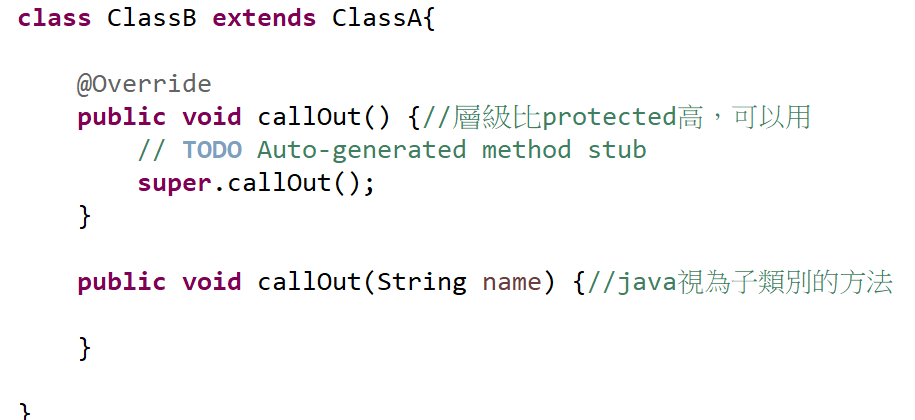 class ClassB extends ClassA{
@Override
public void callOut() {//層級比protected高，可以用
// TODO Auto-generated method stub
super.callOut();
}
public void callOut(String name) {//java視為子類別的方法
}
}